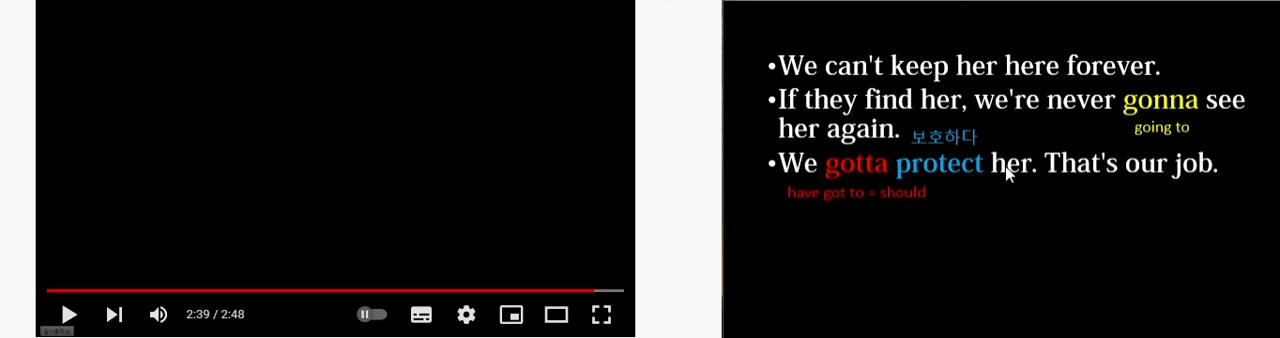 2:39 / 2:48
•We can't keep her here forever.
•If they find her, we're never gonna see
going to
her again.
보호하다
•We gotta protect her. That's our job.
have got to = should